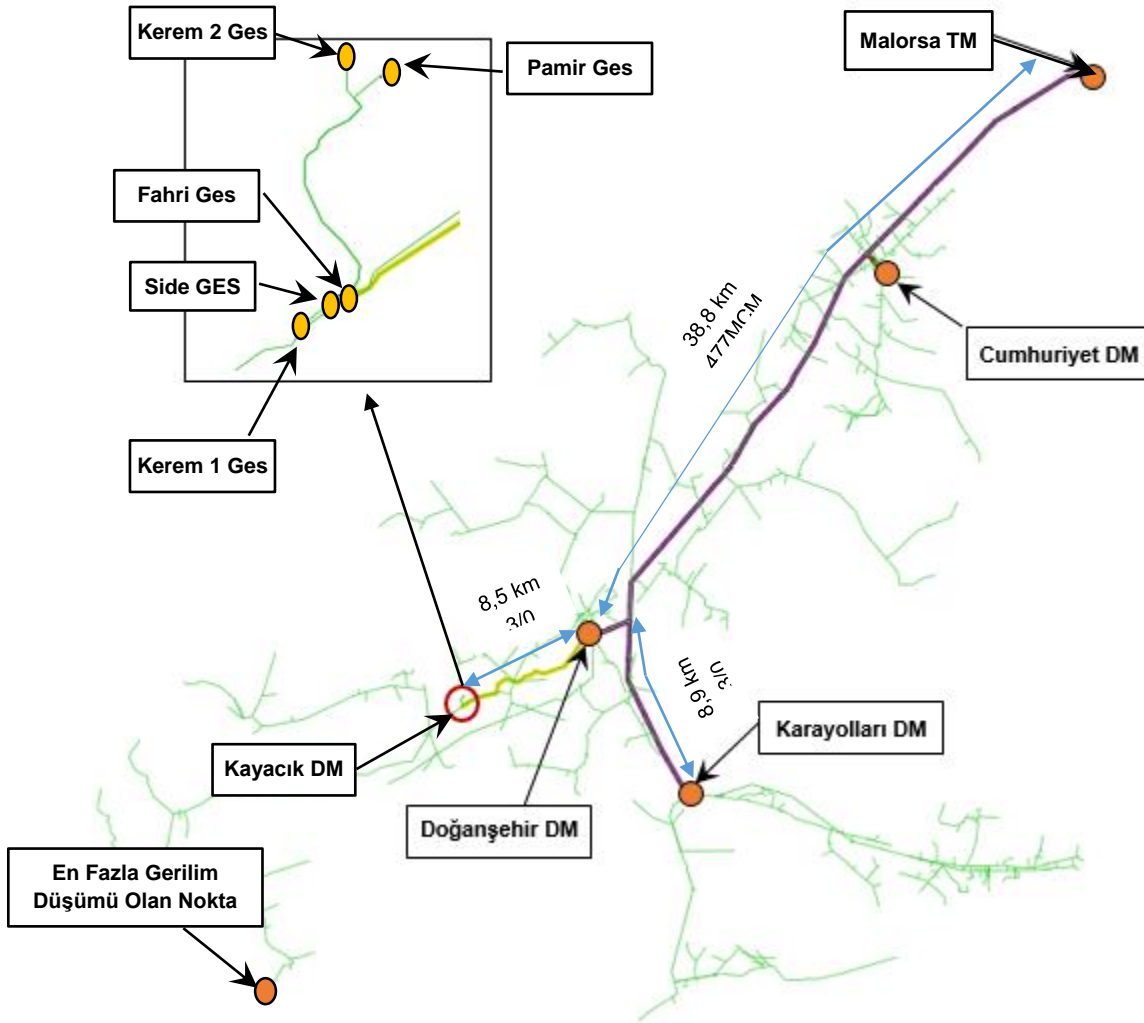 Kerem 2 Ges
Pamir Ges
Malorsa TM
Fahri Ges
Side GES
Kerem 1 Ges
38,8 km
477MCM
Cumhuriyet DM
8,5 km
3/0
8,9 km
3/0
Kayacık DM
Karayolları DM
Doğanşehir DM
En Fazla Gerilim
Düşümü Olan Nokta